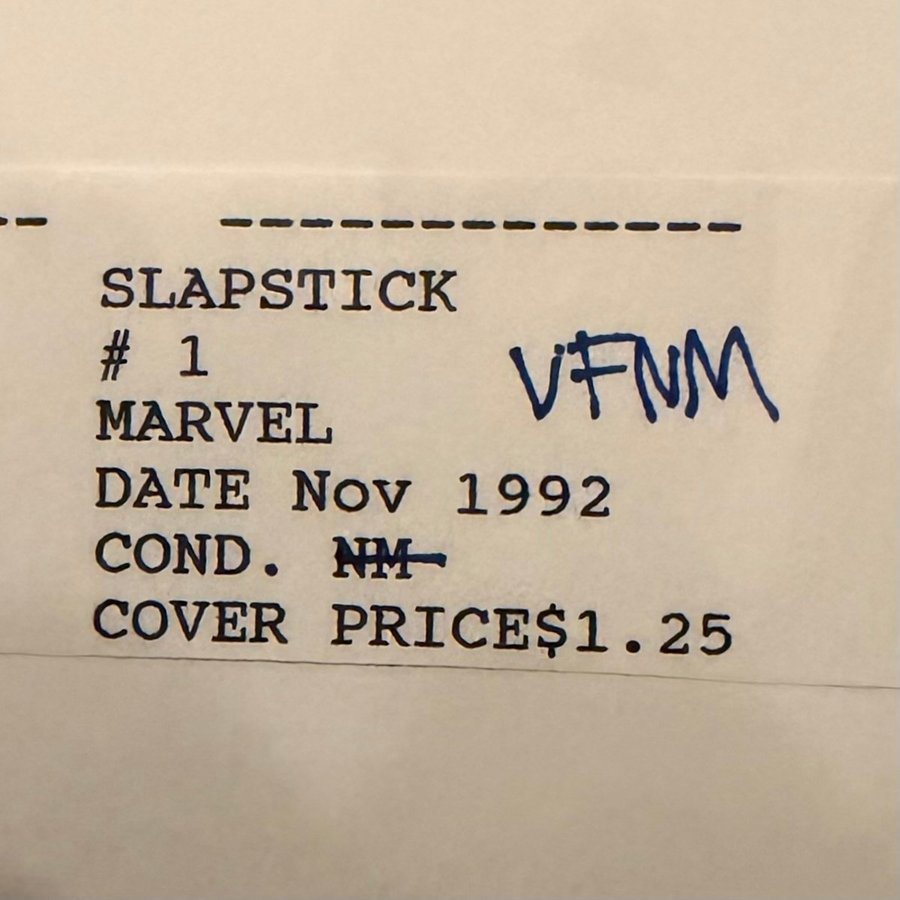 --              -------------
SLAPSTICK
# 1
VFNM
MARVEL
DATE Nov 1992
COND. NM
COVER PRICE$1.25